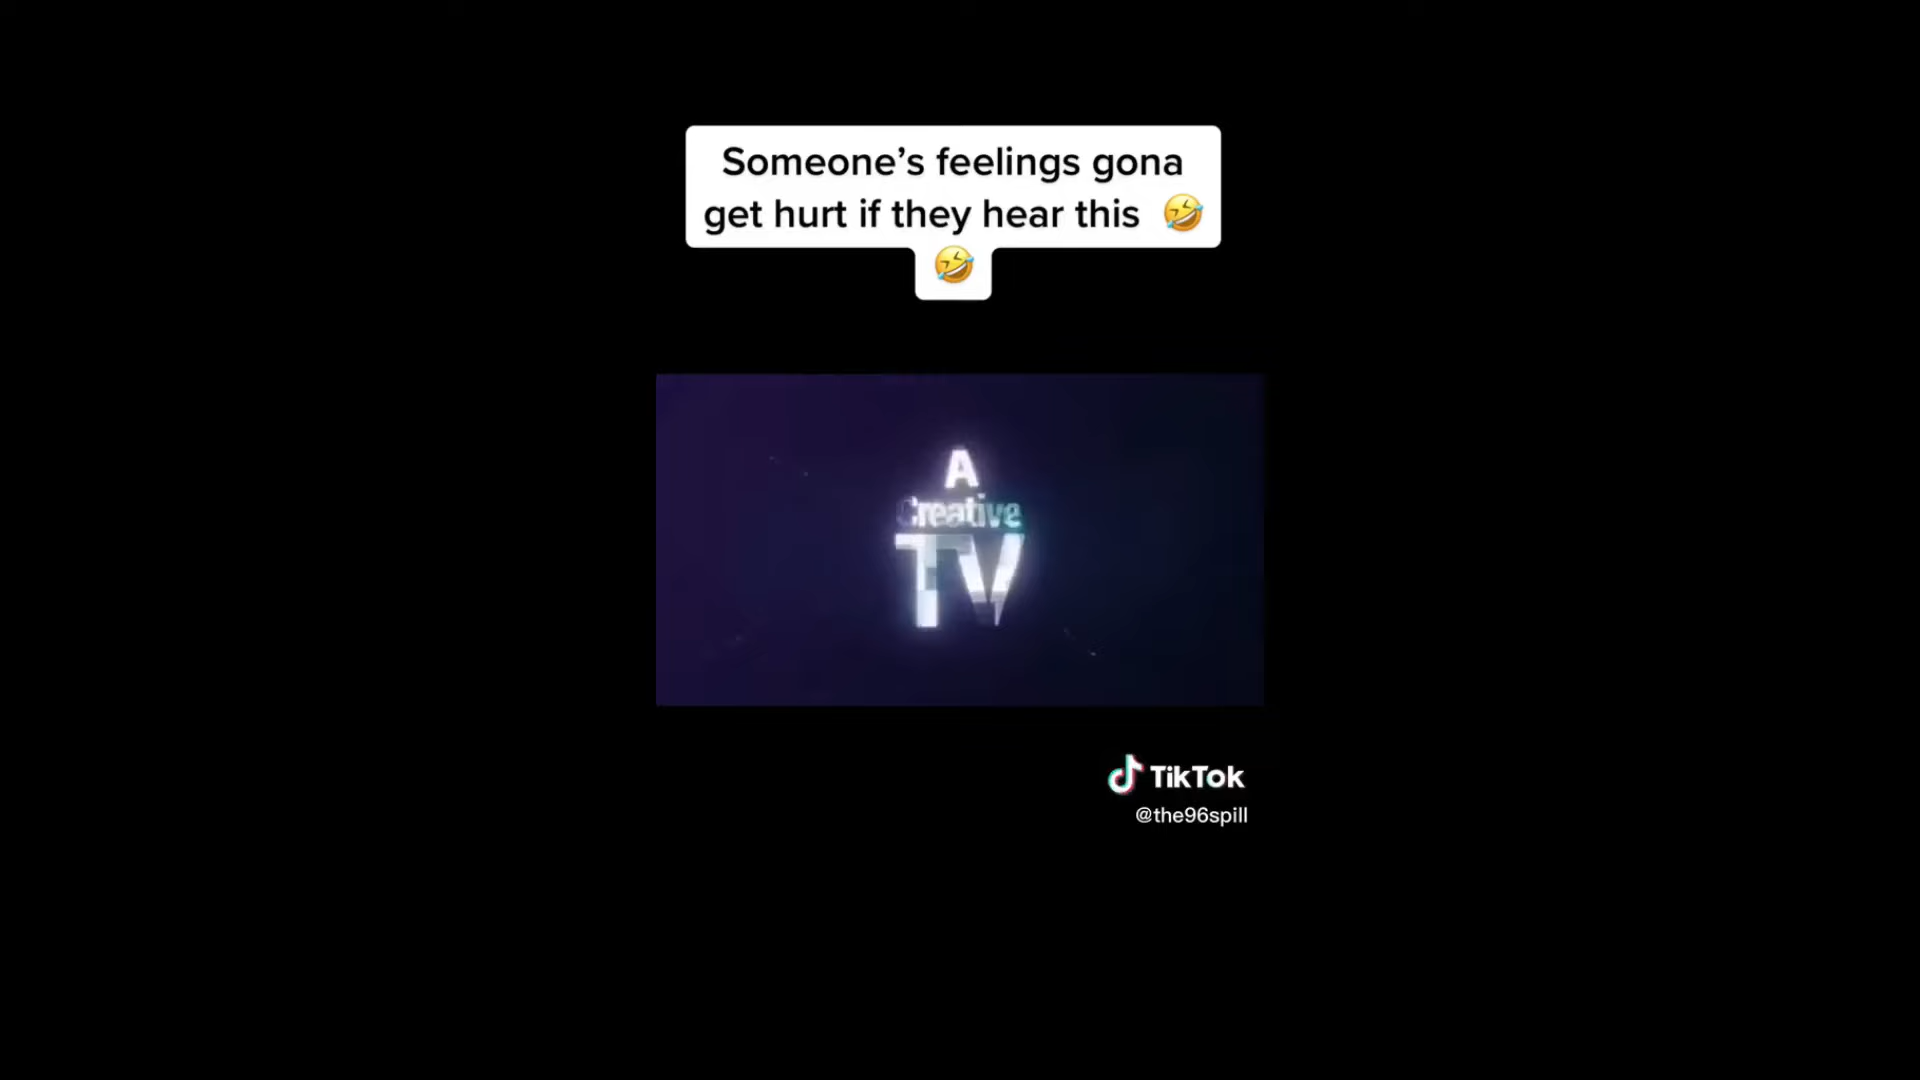 Someone’s feelings gona
get hurt if they hear this 🤣
🤣
A
Creative
TV
TikTok
@the96spill